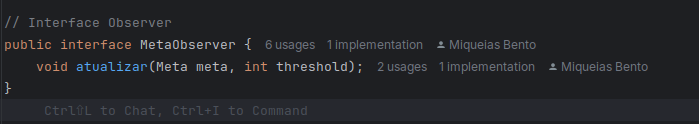 // Interface Observer
public interface MetaObserver { 6 usages 1 implementation Miqueias Bento
void atualizar(Meta meta, int threshold); 2 usages 1 implementation Miqueias Bento
}
Ctrl⇧L to Chat, Ctrl+I to Command